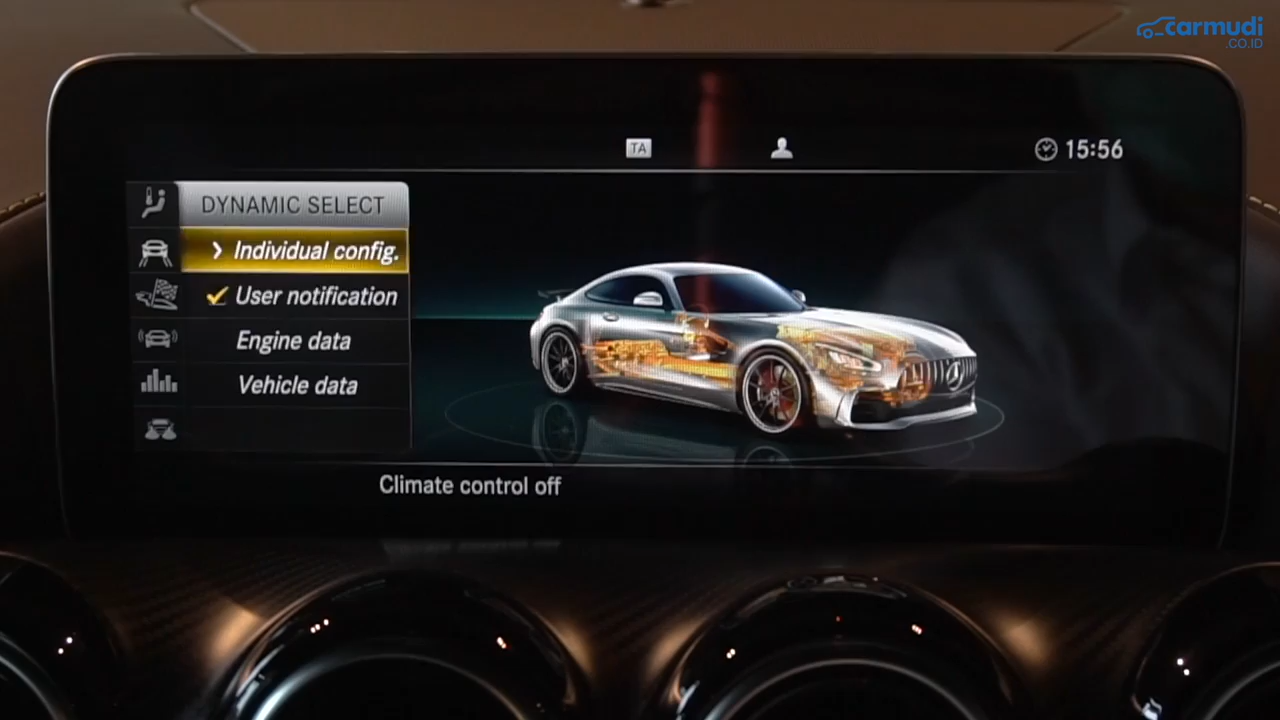 carmudi
.CO.ID
TA
15:56
DYNAMIC SELECT
Individual config.
User notification
Engine data
Vehicle data
Climate control off